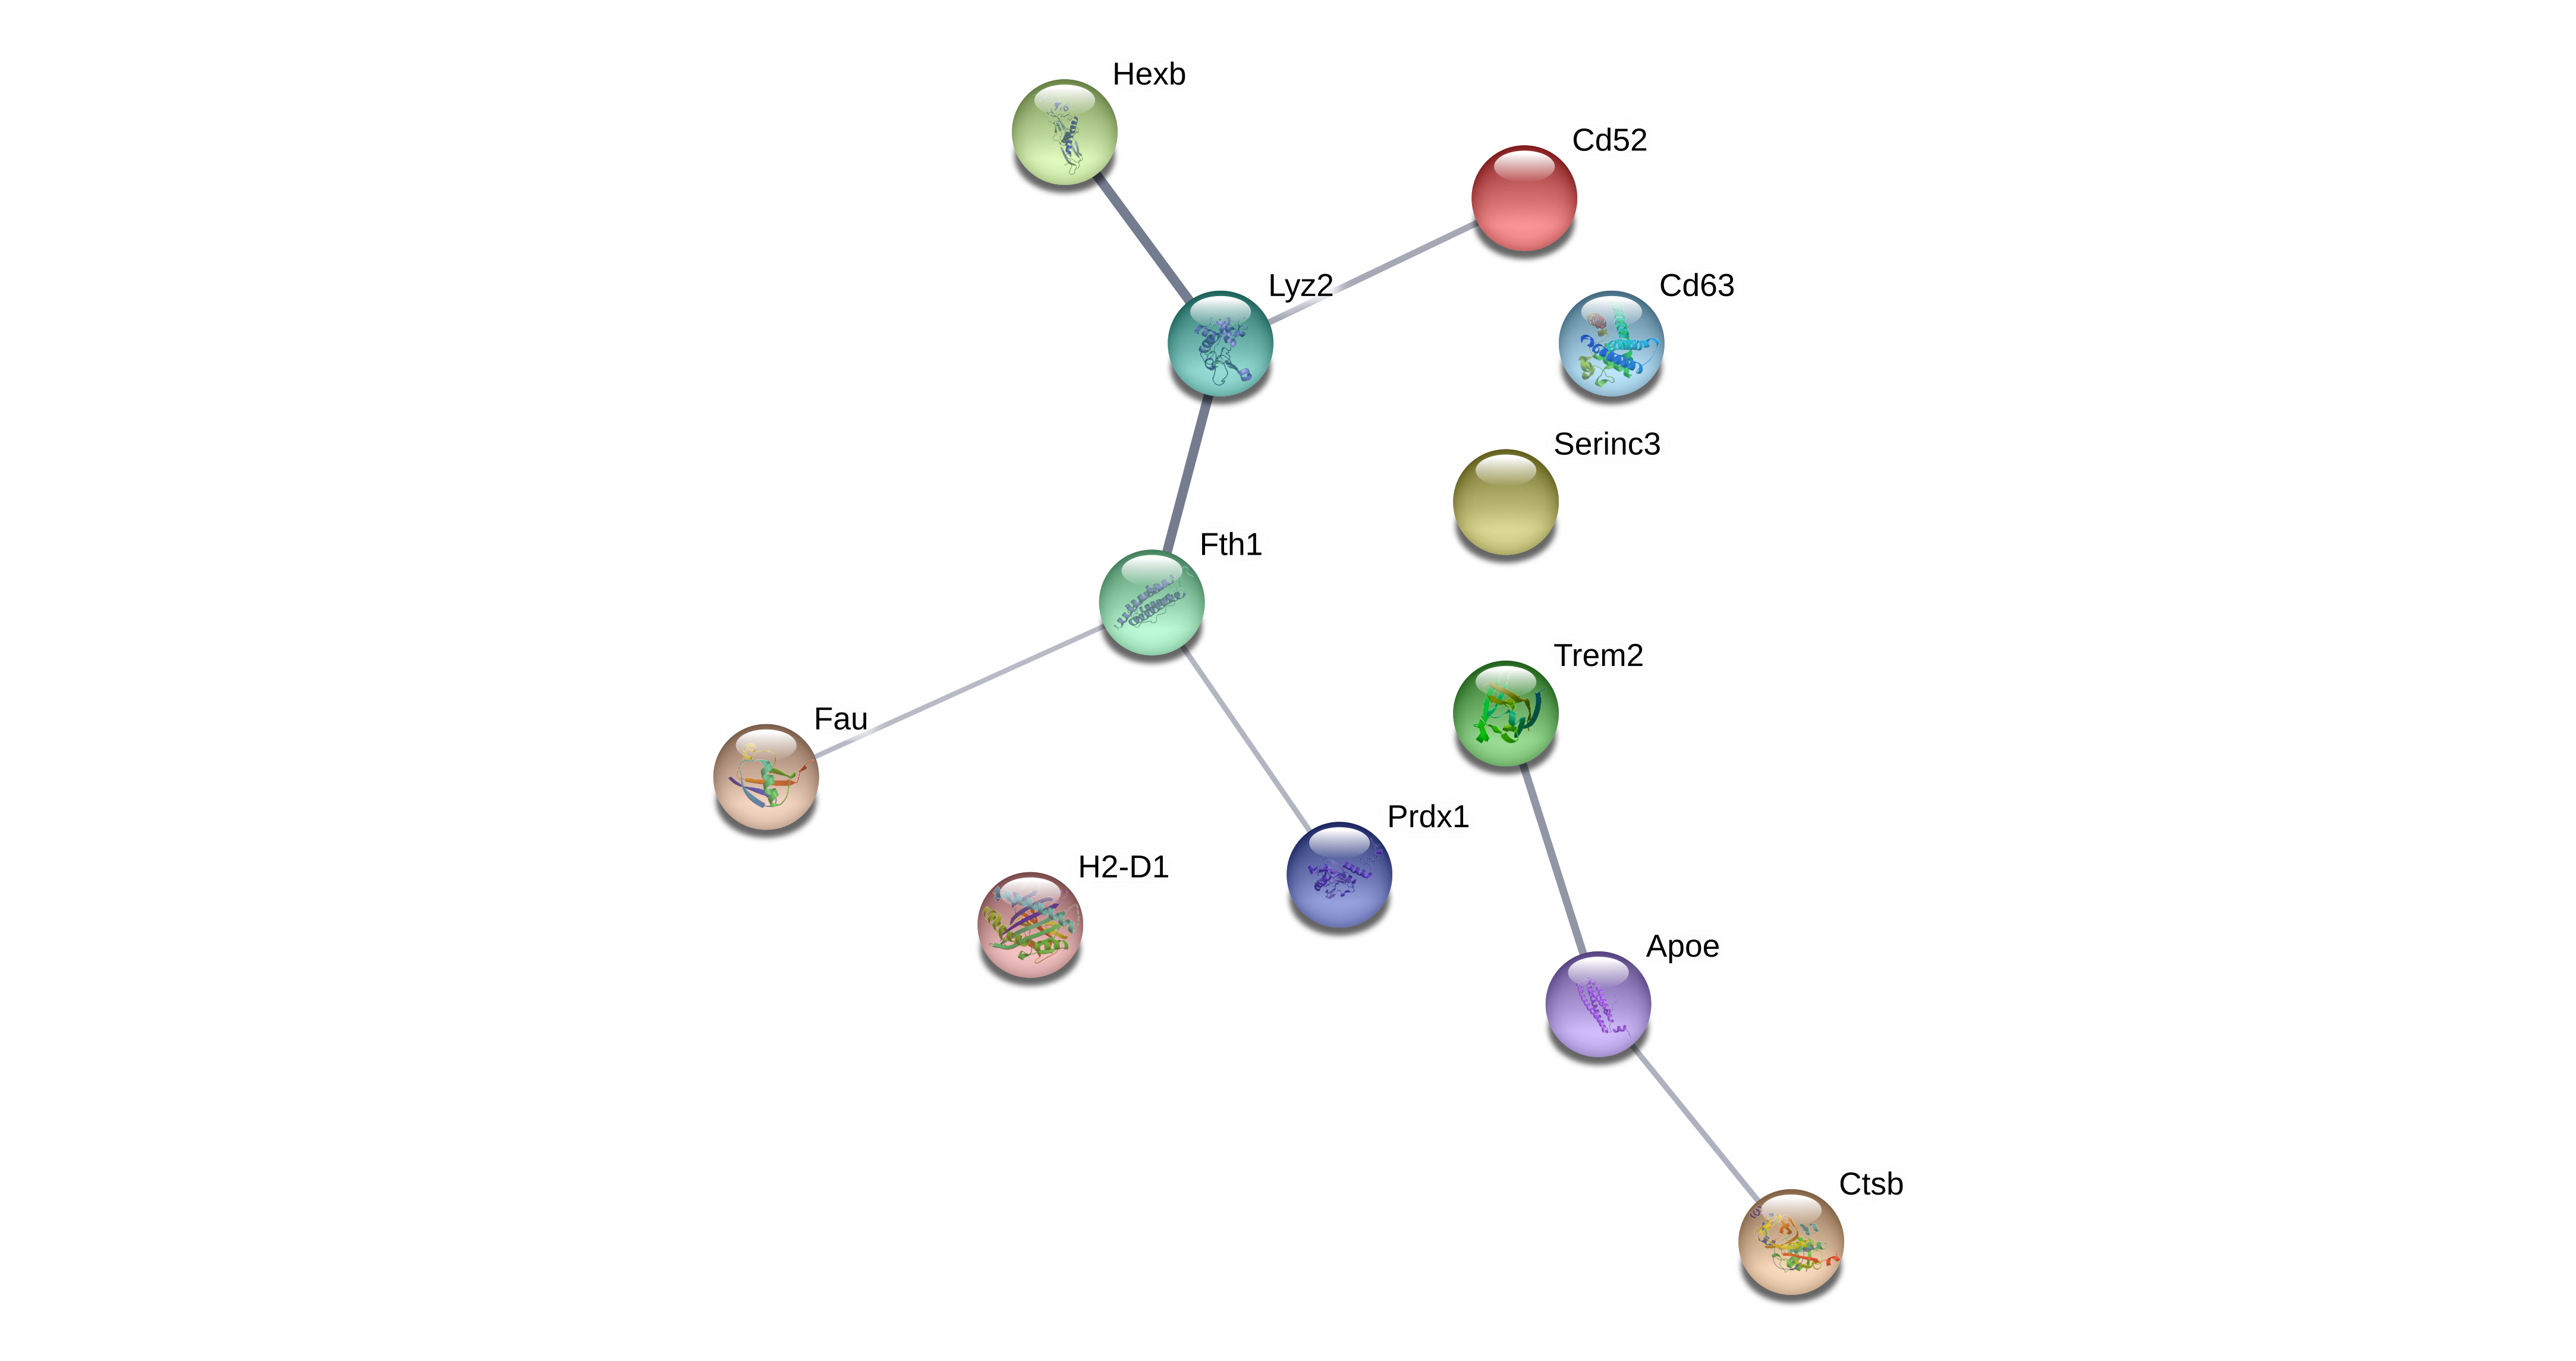 Hexb
Cd52
Lyz2
Cd63
Serinc3
Fth1
Trem2
Fau
Prdx1
H2-D1
Apoe
Ctsb